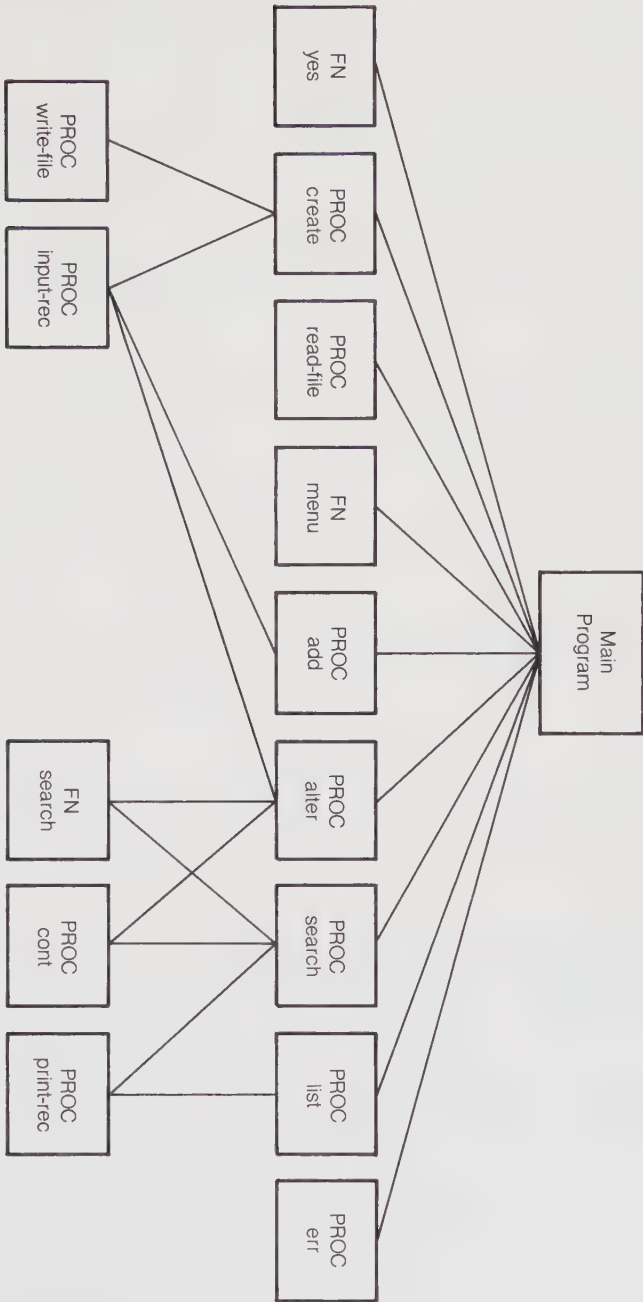 Main
Program
FN
yes
PROC
create
PROC
read-file
FN
menu
PROC
add
PROC
alter
PROC
search
PROC
list
PROC
err
PROC
write-file
PROC
input-rec
FN
search
PROC
cont
PROC
print-rec